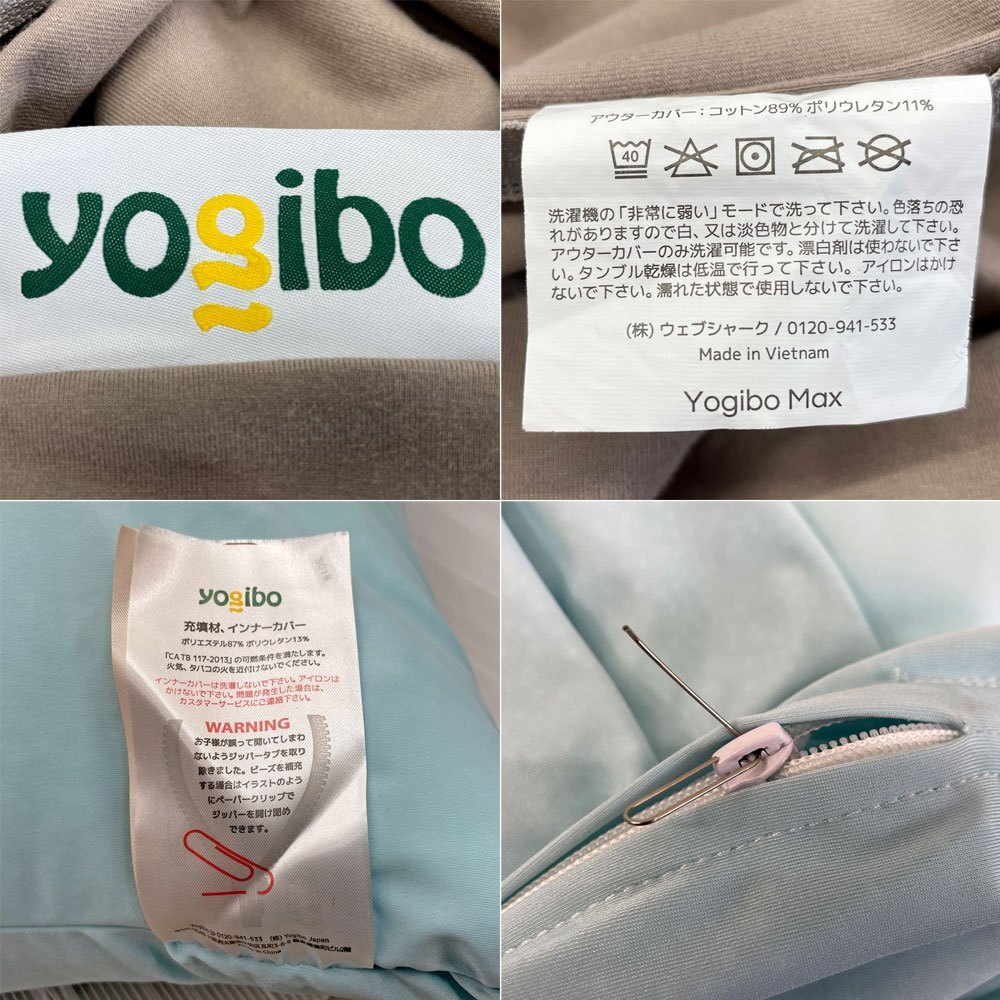 yogibo
アウターカバー：コットン89% ポリウレタン11%
40
洗濯機の「非常に弱い」モードで洗って下さい。色落ちの恐
れがありますので白、又は淡色物と分けて洗濯して下さい。
アウターカバーのみ洗濯可能です。漂白剤は使わないで下さ
い。タンブル乾燥は低温で行って下さい。アイロンはかけ
ないで下さい。濡れた状態で使用しないで下さい。
(株) ウェブシャーク / 0120-941-533
Made in Vietnam
Yogibo Max
yogibo
充填材、インナーカバー
ポリエステル87% ポリウレタン13%
「CA TB 117-2013」の可燃条件を満たします。
火気、タバコの火を近付けないでください。
インナーカバーは洗濯しないで下さい。アイロンは
かけないで下さい。問題が発生した場合は、
カスタマーサービスにご連絡下さい。
WARNING
お子様が誤って開いてしまわ
ないようジッパータブを取り
除きました。ビーズを補充
する場合はイラストのよう
にペーパークリップで
ジッパーを開け閉め
できます。
yogibo.jp 0120-941-533 (株) Yogibo Japan
in China